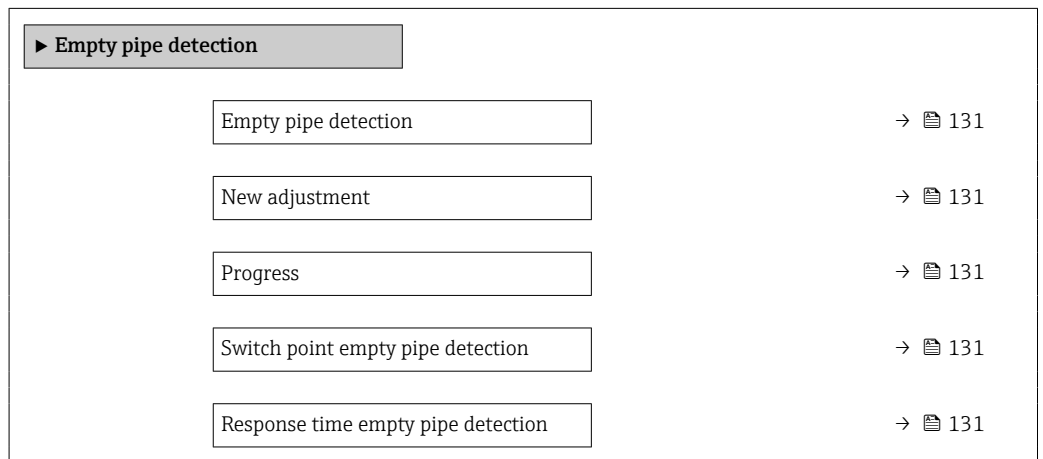 ▶ Empty pipe detection
Empty pipe detection → 🖺 131
New adjustment → 🖺 131
Progress → 🖺 131
Switch point empty pipe detection → 🖺 131
Response time empty pipe detection → 🖺 131